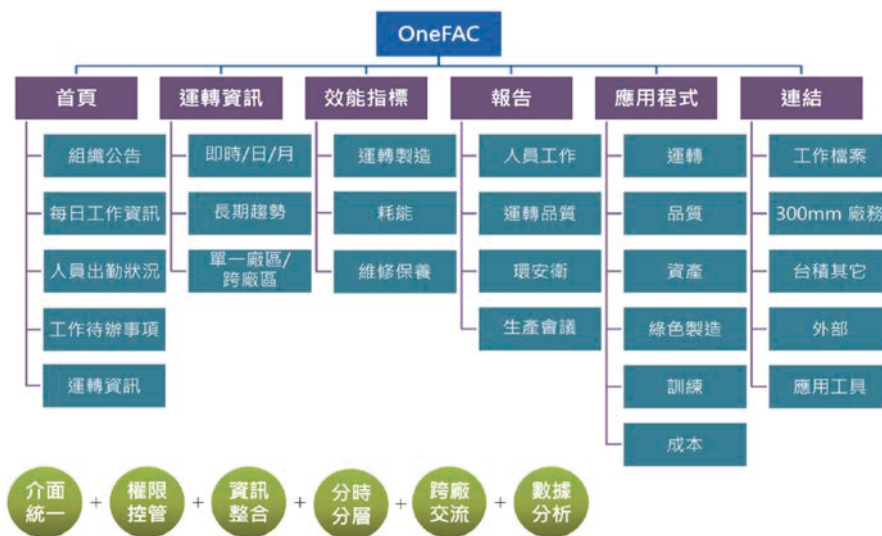 OneFAC
首頁
運轉資訊
效能指標
報告
應用程式
連結
組織公告
每日工作資訊
人員出勤狀況
工作待辦事項
運轉資訊
即時/日/月
長期趨勢
單一廠區/
跨廠區
運轉製造
耗能
維修保養
人員工作
運轉品質
環安衛
生產會議
運轉
品質
資產
綠色製造
訓練
成本
工作檔案
300mm 廠務
台積其它
外部
應用工具
介面
統一
+
權限
控管
+
資訊
整合
+
分時
分層
+
跨廠
交流
+
數據
分析